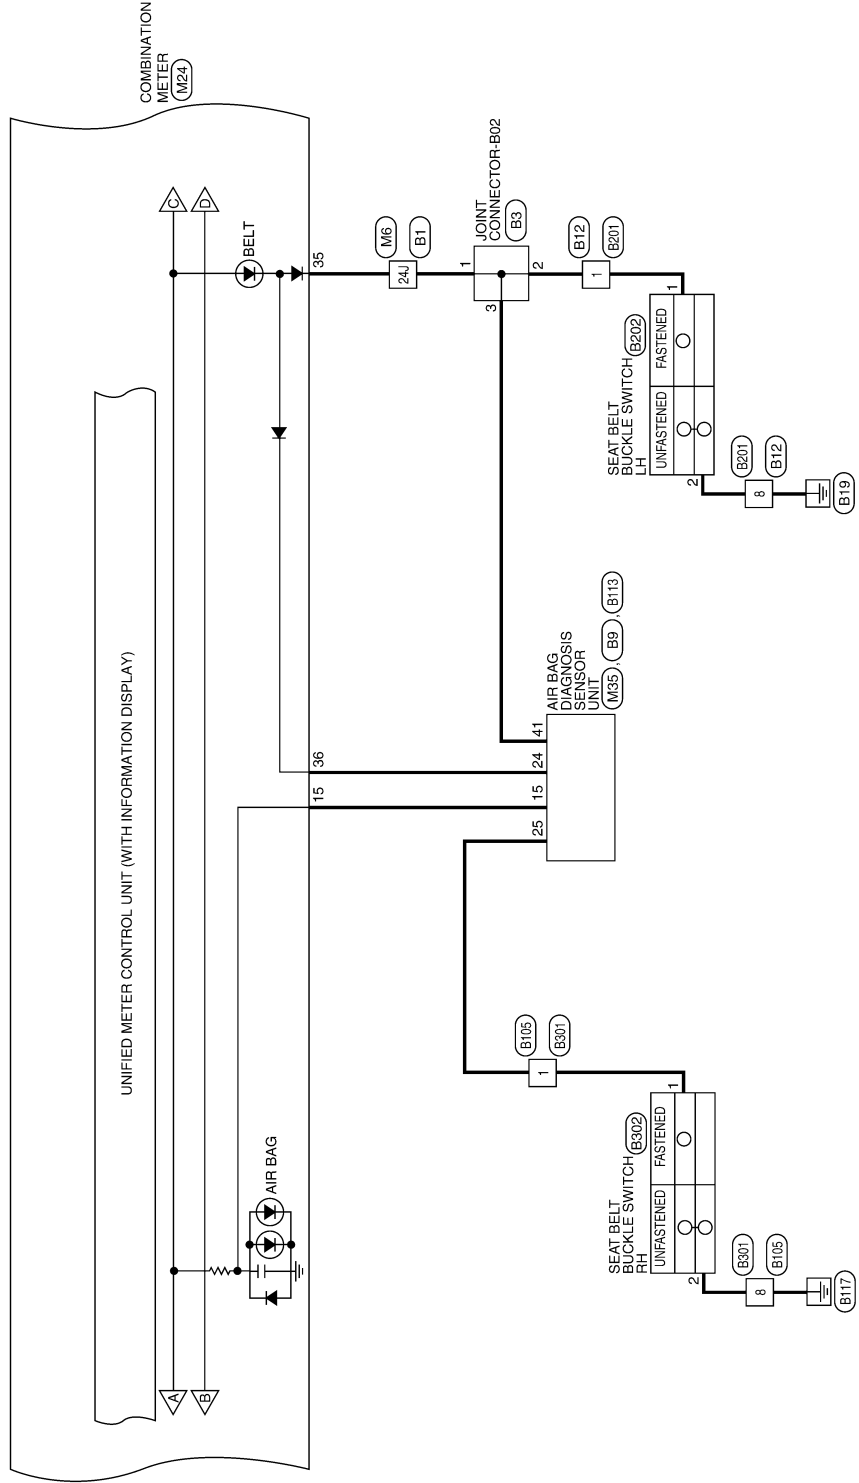 COMBINATION
METER
M24
UNIFIED METER CONTROL UNIT (WITH INFORMATION DISPLAY)
A
B
C
D
AIR BAG
BELT
15
36
35
M6
B1
24J
JOINT
CONNECTOR-B02
B3
1
2
3
B12
B201
1
SEAT BELT
BUCKLE SWITCH
LH
B202
UNFASTENED
FASTENED
1
2
B201
B12
8
B19
AIR BAG
DIAGNOSIS
SENSOR
UNIT
M35 , B9 , B113
25
15
24
41
B105
B301
1
SEAT BELT
BUCKLE SWITCH
RH
B302
UNFASTENED
FASTENED
1
2
B301
B105
8
B117